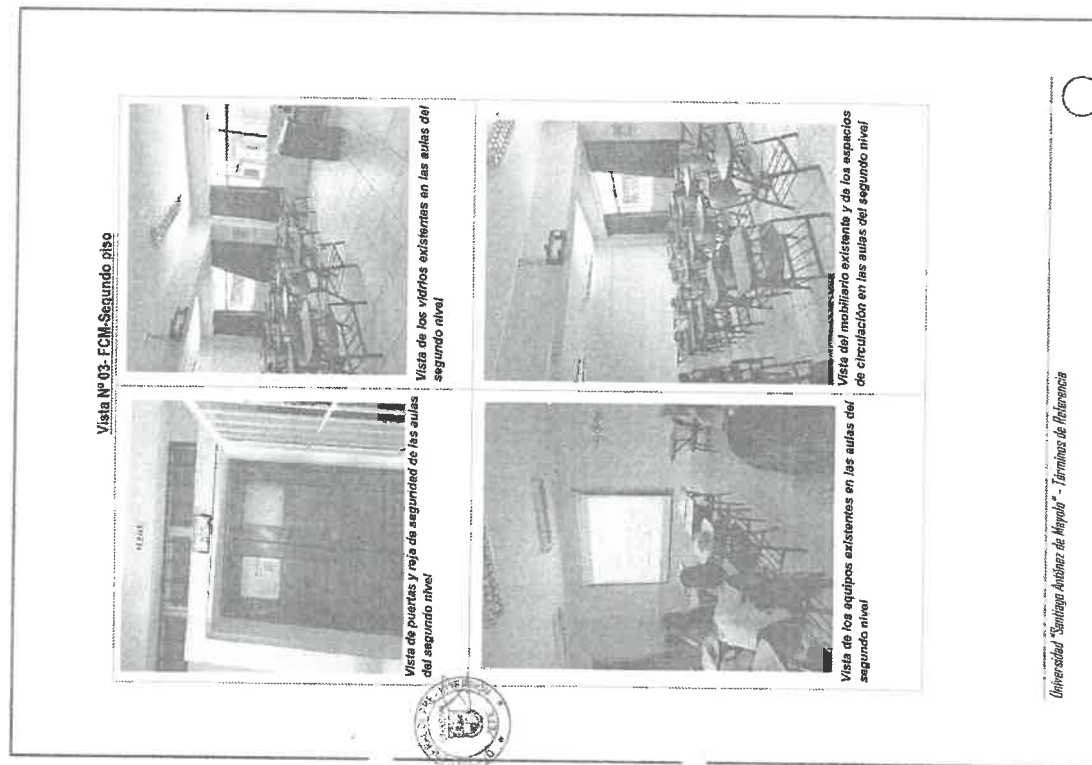 Vista Nº 03- FCM-Segundo piso
Vista de puertas y reja de seguridad de las aulas
del segundo nivel
Vista de los vidrios existentes en las aulas del
segundo nivel
Vista de los equipos existentes en las aulas del
segundo nivel
Vista del mobiliario existente y de los espacios
de circulación en las aulas del segundo nivel
Universidad "Santiago Antúnez de Mayolo" - Términos de Referencia